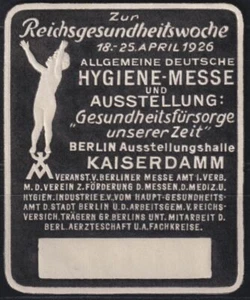 Zur
Reichsgesundheitswoche
18.-25. APRIL 1926
ALLGEMEINE DEUTSCHE
HYGIENE-MESSE
UND
AUSSTELLUNG:
„Gesundheitsfürsorge
unserer Zeit"
BERLIN Ausstellungshalle
KAISERDAMM
VERANST. V. BERLINER MESSE AMT I. VERB.
M. D. VEREIN Z. FÖRDERUNG D. MESSEN, D. MEDIZ. U.
HYGIEN. INDUSTRIE E.V. VOM HAUPT-GESUNDHEITS-
AMT D. STADT BERLIN U. D. ARBEITSGEM. V. REICHS-
VERSICH. TRÄGERN GR. BERLINS UNT. MITARBEIT D.
BERL. AERZTESCHAFT U. A. FACHKREISE.